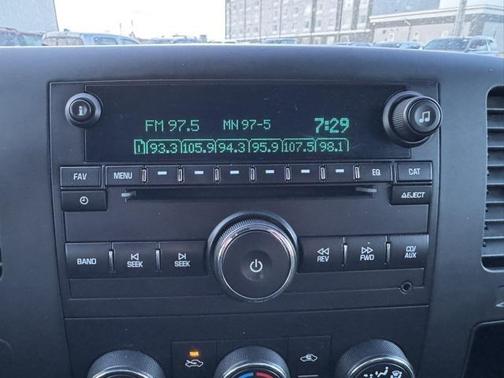 FM 97.5 MN 97-5 7:29
1 93.3 105.9 94.3 95.9 107.5 98.1
FAV MENU EQ CAT
EJECT
BAND SEEK SEEK REV FWD CD/AUX